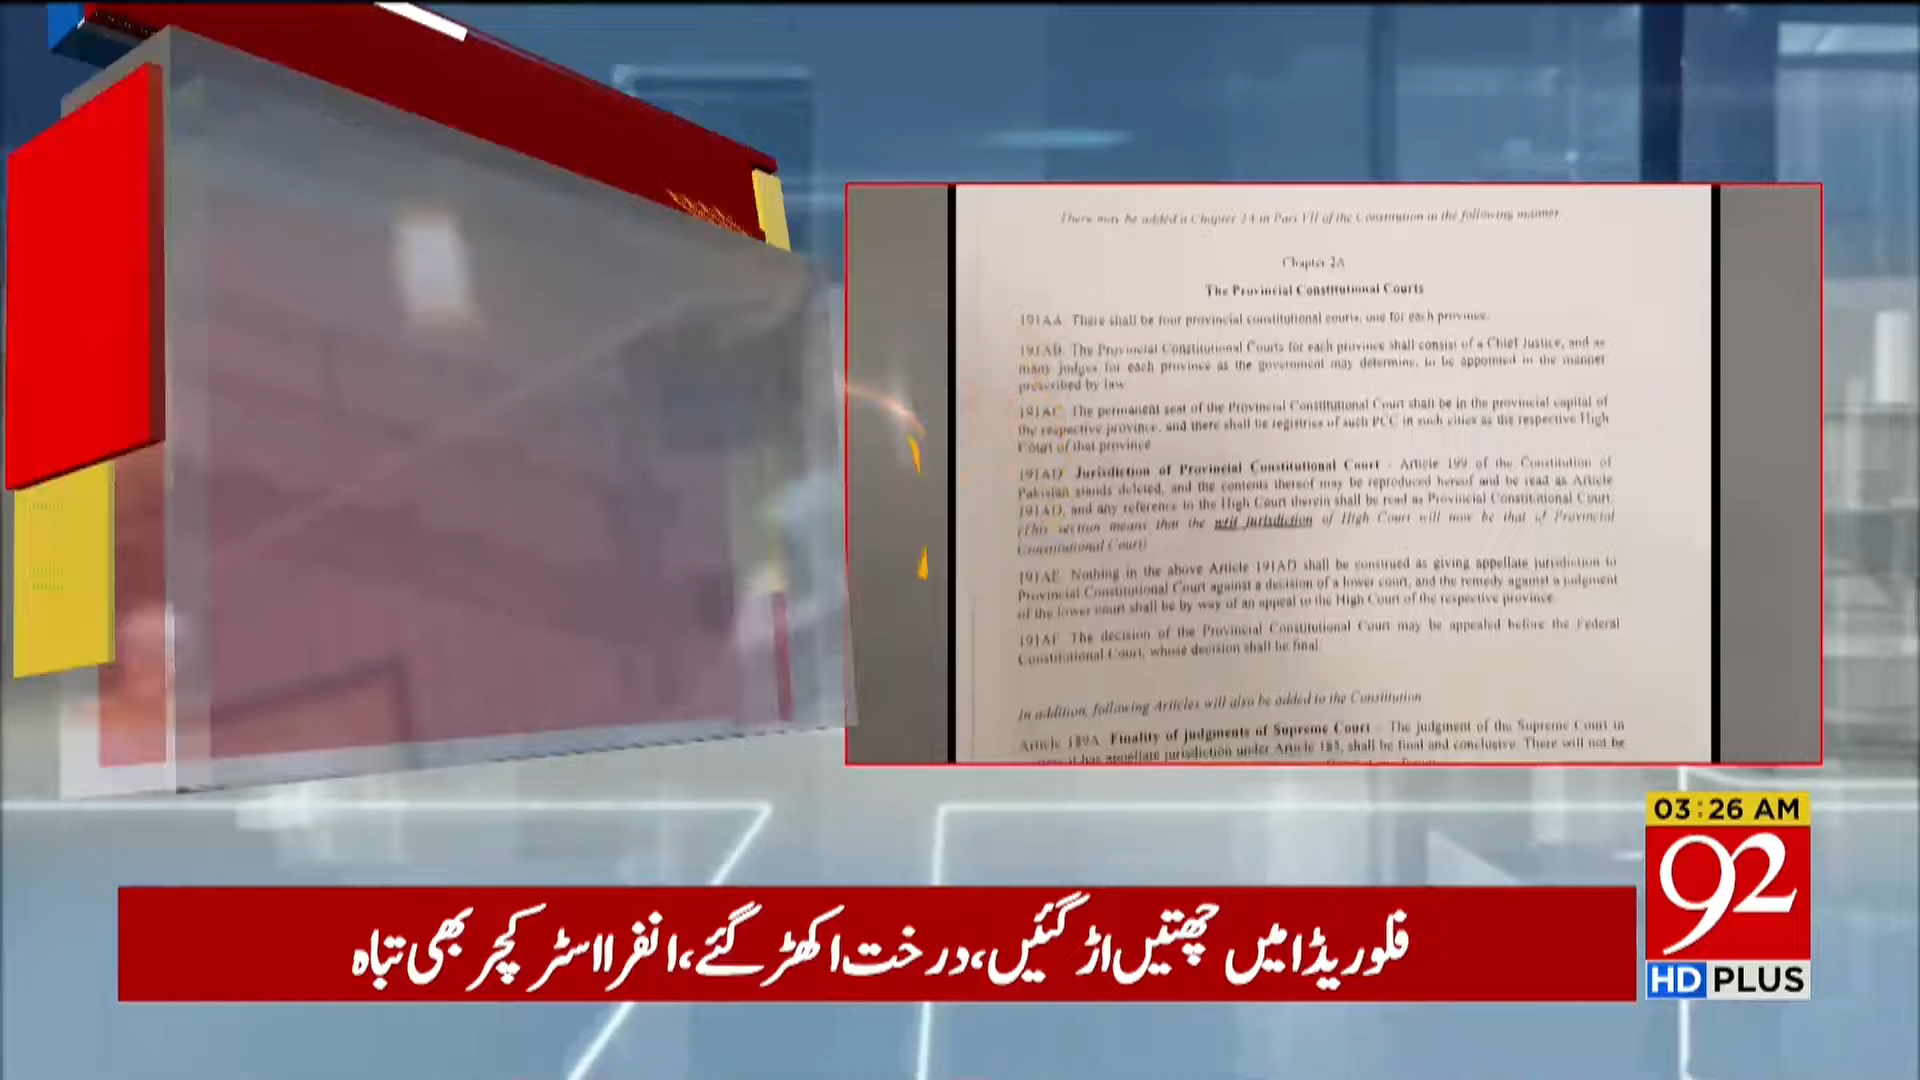 There may be added a Chapter 2A in Part VII of the Constitution in the following manner
Chapter 2A
The Provincial Constitutional Courts
191AA. There shall be four provincial constitutional courts, one for each province.
191AB. The Provincial Constitutional Courts for each province shall consist of a Chief Justice, and as
many judges for each province as the government may determine, to be appointed in the manner
prescribed by law
191AC. The permanent seat of the Provincial Constitutional Court shall be in the provincial capital of
the respective province, and there shall be registries of such PCC in such cities as the respective High
Court of that province
191AD. Jurisdiction of Provincial Constitutional Court - Article 199 of the Constitution of
Pakistan stands deleted, and the contents thereof may be reproduced hereof and be read as Article
191AD, and any reference to the High Court therein shall be read as Provincial Constitutional Court.
(This section means that the writ jurisdiction of High Court will now be that of Provincial
Constitutional Court)
191AE. Nothing in the above Article 191AD shall be construed as giving appellate jurisdiction to
Provincial Constitutional Court against a decision of a lower court, and the remedy against a judgment
of the lower court shall be by way of an appeal to the High Court of the respective province.
191AF. The decision of the Provincial Constitutional Court may be appealed before the Federal
Constitutional Court, whose decision shall be final.
In addition, following Articles will also be added to the Constitution
Article 189A. Finality of judgments of Supreme Court - The judgment of the Supreme Court in
it has appellate jurisdiction under Article 185, shall be final and conclusive. There will not be
03:26 AM
92
HD PLUS
فلوریڈا میں چھتیں اڑ گئیں، درخت اکھڑ گئے، انفرااسٹرکچر بھی تباہ